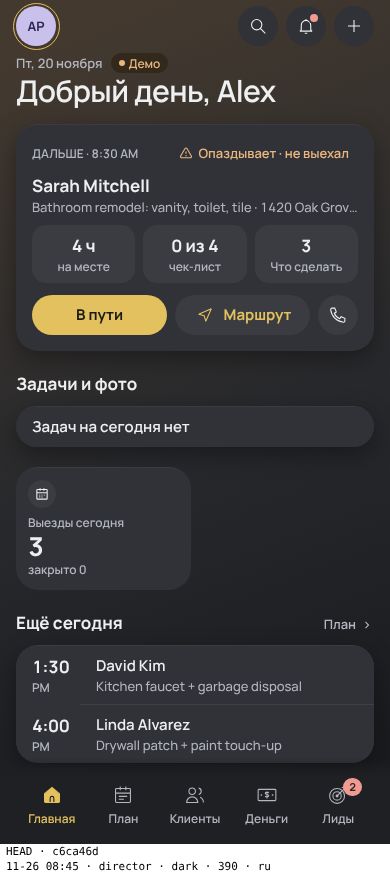 AP
Пт, 20 ноября
Демо
Добрый день, Alex
ДАЛЬШЕ · 8:30 AM
Опаздывает · не выехал
Sarah Mitchell
Bathroom remodel: vanity, toilet, tile · 1420 Oak Grov…
4 ч
на месте
0 из 4
чек-лист
3
Что сделать
В пути
Маршрут
Задачи и фото
Задач на сегодня нет
Выезды сегодня
3
закрыто 0
Ещё сегодня
План
1:30
PM
David Kim
Kitchen faucet + garbage disposal
4:00
PM
Linda Alvarez
Drywall patch + paint touch-up
2
Главная
План
Клиенты
Деньги
Лиды
HEAD · c6ca46d
11-26 08:45 · director · dark · 390 · ru